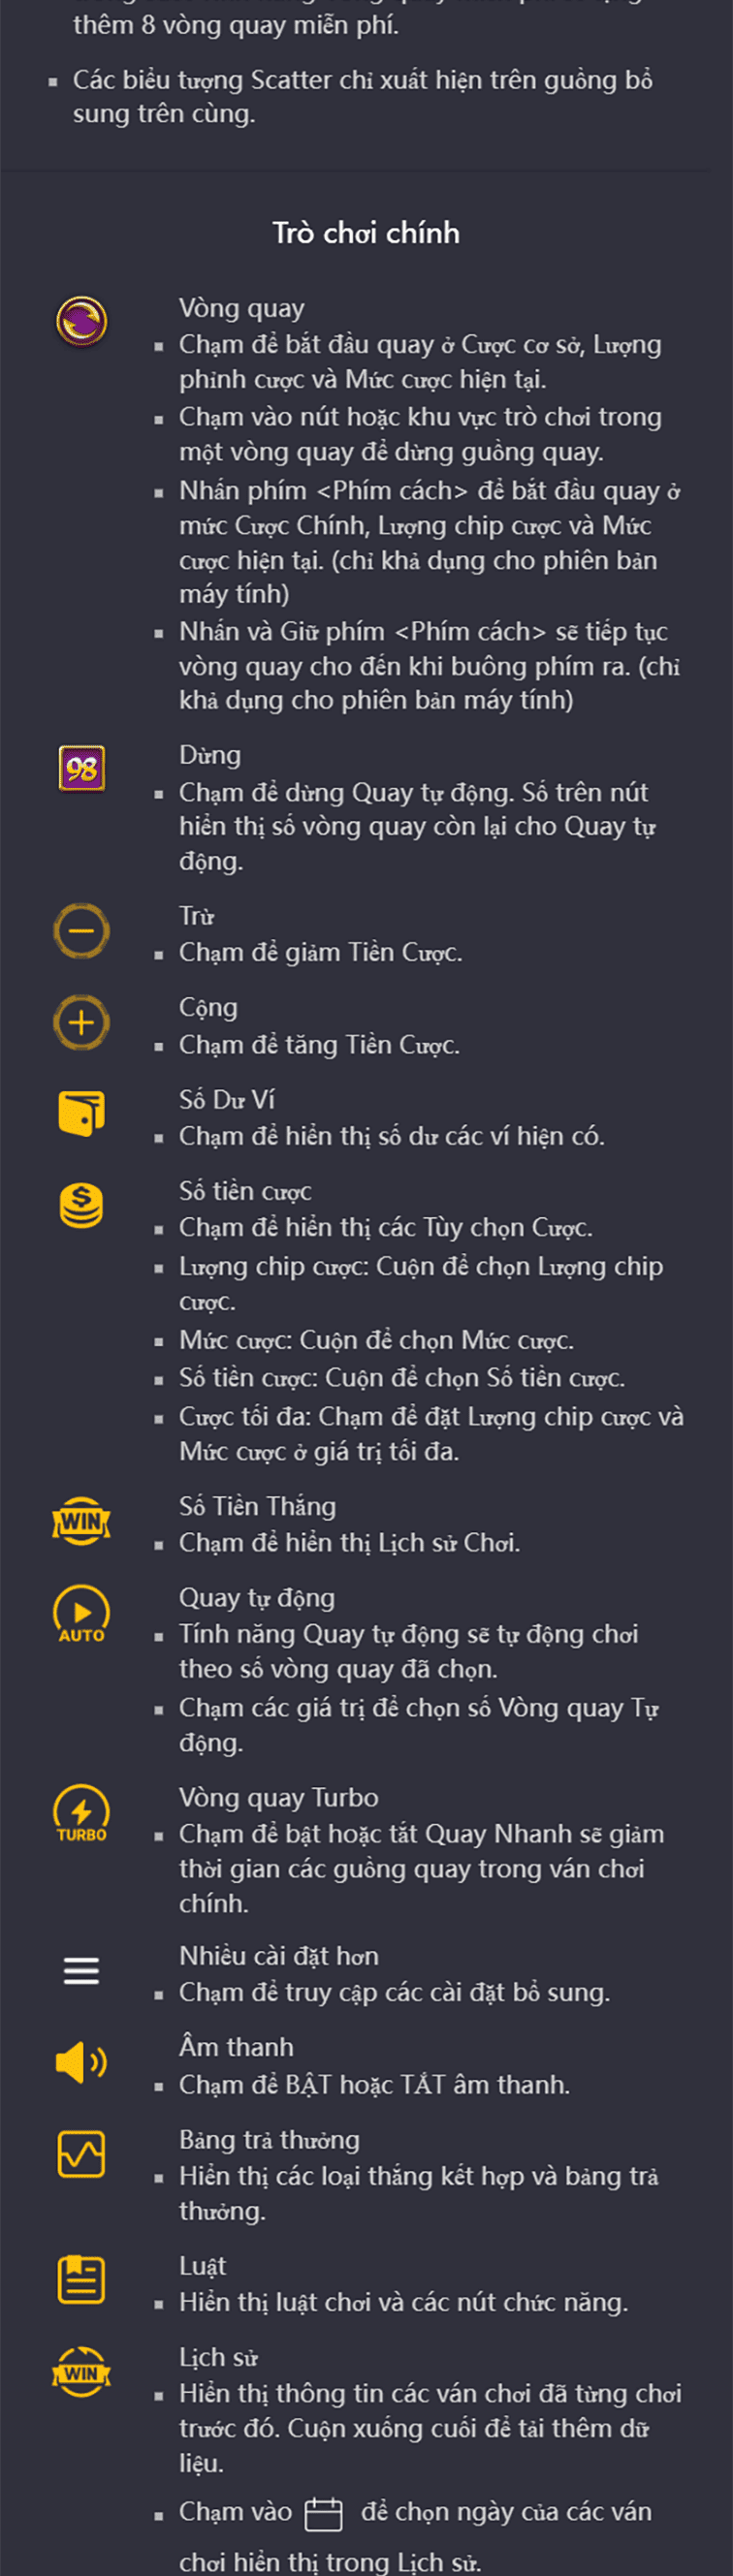 thêm 8 vòng quay miễn phí.
Các biểu tượng Scatter chỉ xuất hiện trên guồng bổ
sung trên cùng.
Trò chơi chính
Vòng quay
Chạm để bắt đầu quay ở Cược cơ sở, Lượng
phỉnh cược và Mức cược hiện tại.
Chạm vào nút hoặc khu vực trò chơi trong
một vòng quay để dừng guồng quay.
Nhấn phím <Phím cách> để bắt đầu quay ở
mức Cược Chính, Lượng chip cược và Mức
cược hiện tại. (chỉ khả dụng cho phiên bản
máy tính)
Nhấn và Giữ phím <Phím cách> sẽ tiếp tục
vòng quay cho đến khi buông phím ra. (chỉ
khả dụng cho phiên bản máy tính)
98
Dừng
Chạm để dừng Quay tự động. Số trên nút
hiển thị số vòng quay còn lại cho Quay tự
động.
Trừ
Chạm để giảm Tiền Cược.
Cộng
Chạm để tăng Tiền Cược.
Số Dư Ví
Chạm để hiển thị số dư các ví hiện có.
Số tiền cược
Chạm để hiển thị các Tùy chọn Cược.
Lượng chip cược: Cuộn để chọn Lượng chip
cược.
Mức cược: Cuộn để chọn Mức cược.
Số tiền cược: Cuộn để chọn Số tiền cược.
Cược tối đa: Chạm để đặt Lượng chip cược và
Mức cược ở giá trị tối đa.
WIN
Số Tiền Thắng
Chạm để hiển thị Lịch sử Chơi.
AUTO
Quay tự động
Tính năng Quay tự động sẽ tự động chơi
theo số vòng quay đã chọn.
Chạm các giá trị để chọn số Vòng quay Tự
động.
TURBO
Vòng quay Turbo
Chạm để bật hoặc tắt Quay Nhanh sẽ giảm
thời gian các guồng quay trong ván chơi
chính.
Nhiều cài đặt hơn
Chạm để truy cập các cài đặt bổ sung.
Âm thanh
Chạm để BẬT hoặc TẮT âm thanh.
Bảng trả thưởng
Hiển thị các loại thắng kết hợp và bảng trả
thưởng.
Luật
Hiển thị luật chơi và các nút chức năng.
WIN
Lịch sử
Hiển thị thông tin các ván chơi đã từng chơi
trước đó. Cuộn xuống cuối để tải thêm dữ
liệu.
Chạm vào để chọn ngày của các ván
chơi hiển thị trong Lịch sử.